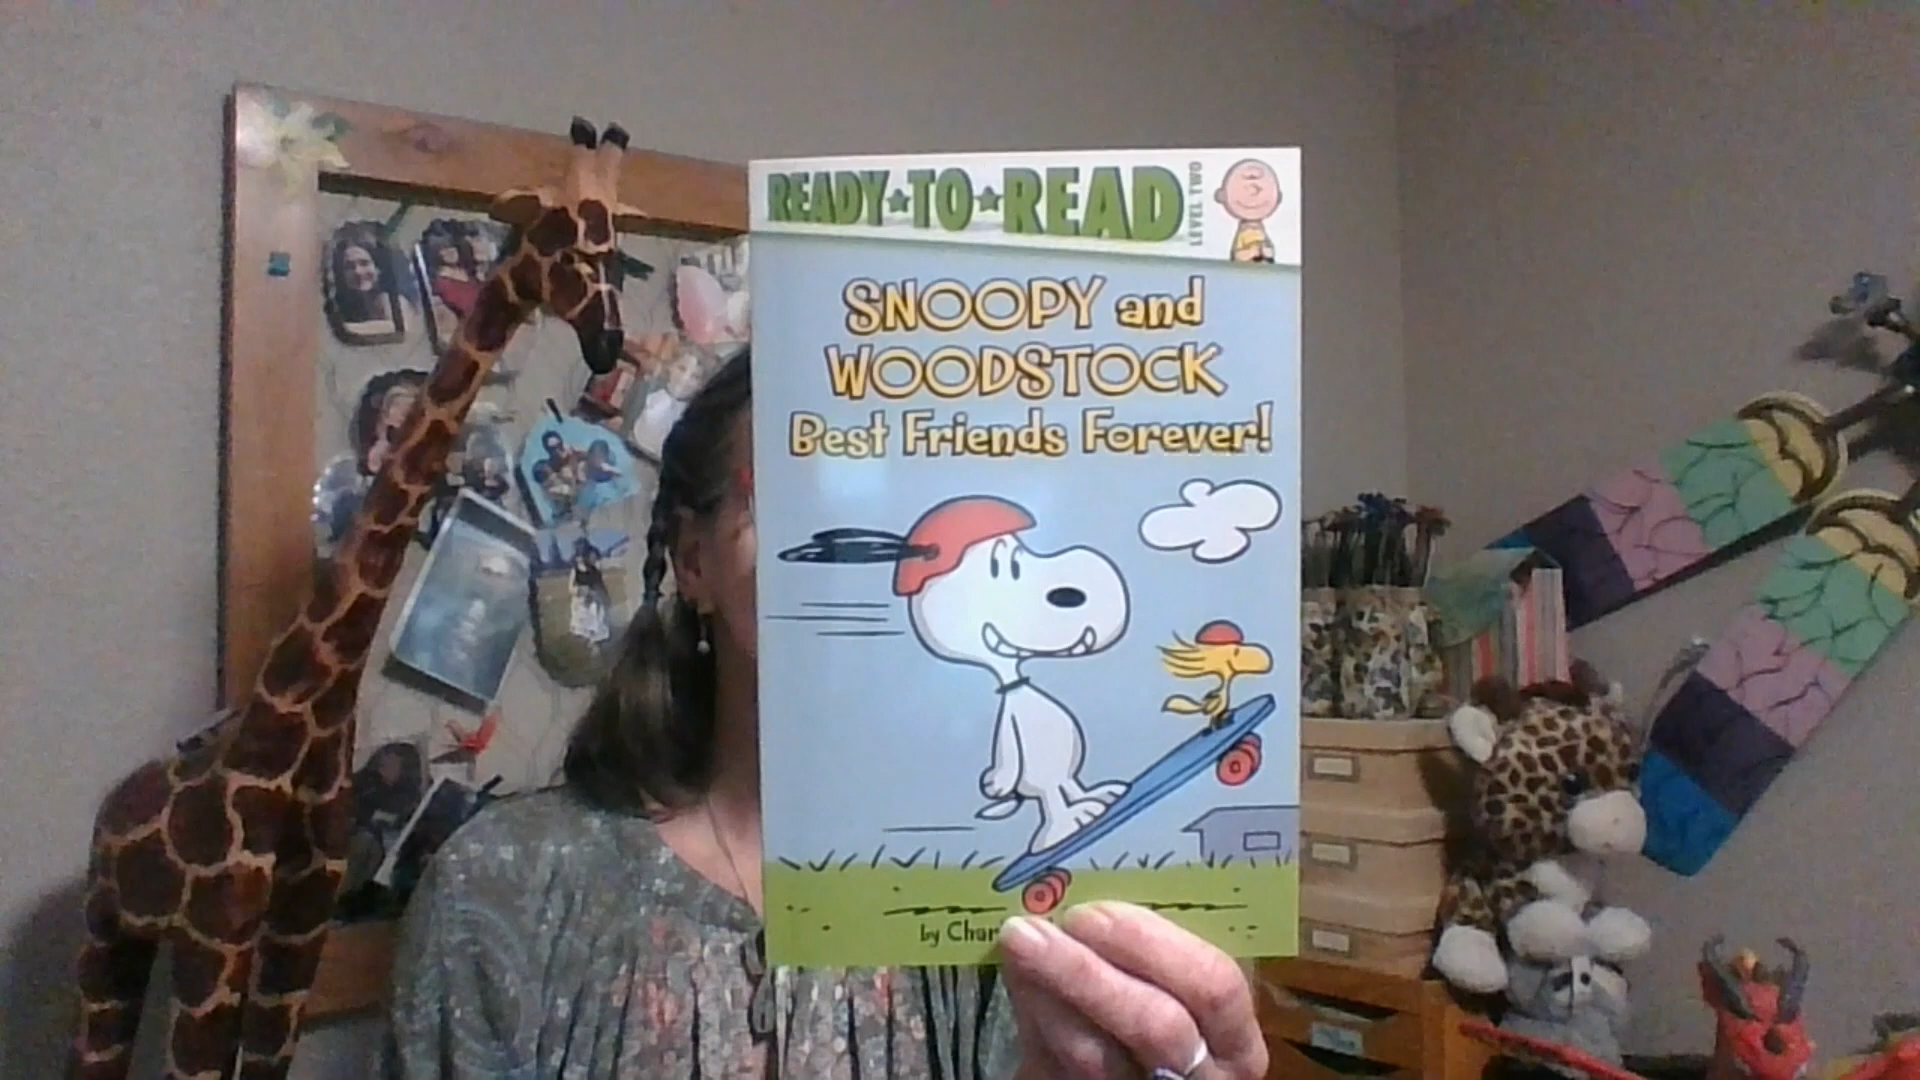 READY★TO★READ
LEVEL TWO
SNOOPY and
WOODSTOCK
Best Friends Forever!
by